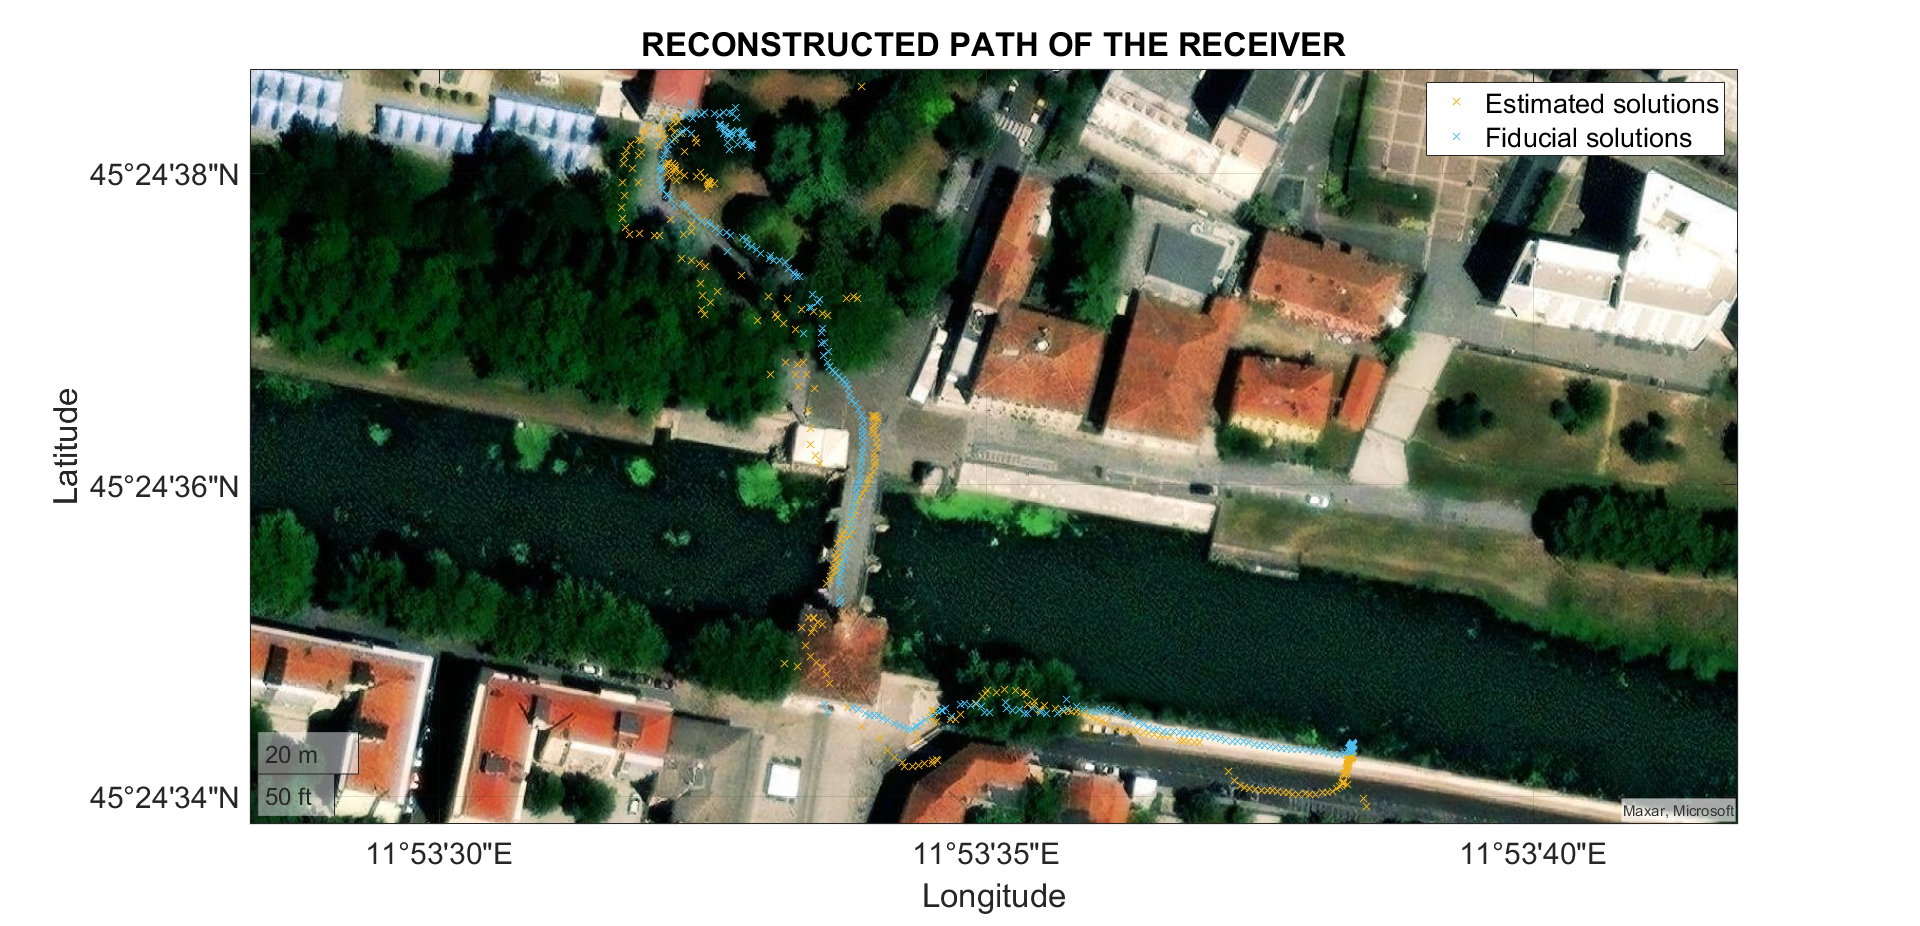 RECONSTRUCTED PATH OF THE RECEIVER
Estimated solutions
Fiducial solutions
45°24'38"N
45°24'36"N
45°24'34"N
Latitude
20 m
50 ft
Maxar, Microsoft
11°53'30"E
11°53'35"E
11°53'40"E
Longitude